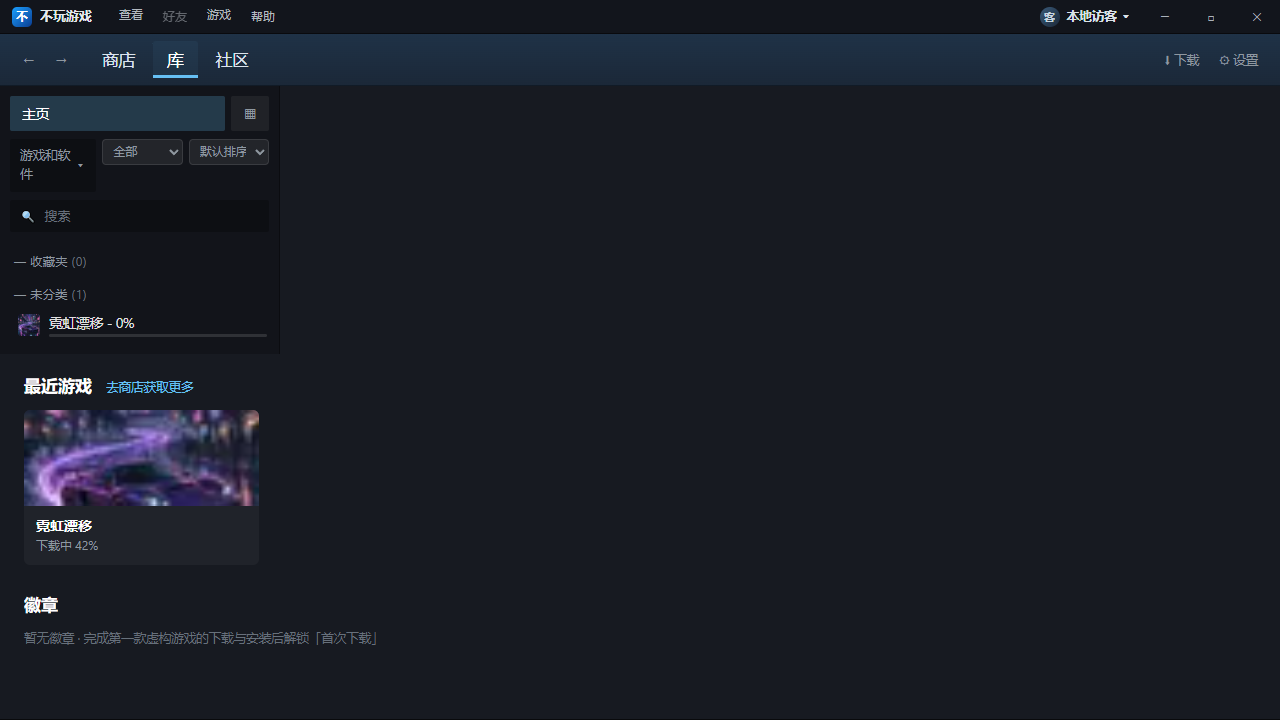 不 不玩游戏 查看 好友 游戏 帮助 客 本地访客
← → 商店 库 社区 ⬇ 下载 ⚙ 设置
主页
游戏和软件 全部 默认排序
🔍 搜索
— 收藏夹 (0)
— 未分类 (1)
霓虹漂移 - 0%
最近游戏 去商店获取更多
霓虹漂移
下载中 42%
徽章
暂无徽章 · 完成第一款虚构游戏的下载与安装后解锁「首次下载」